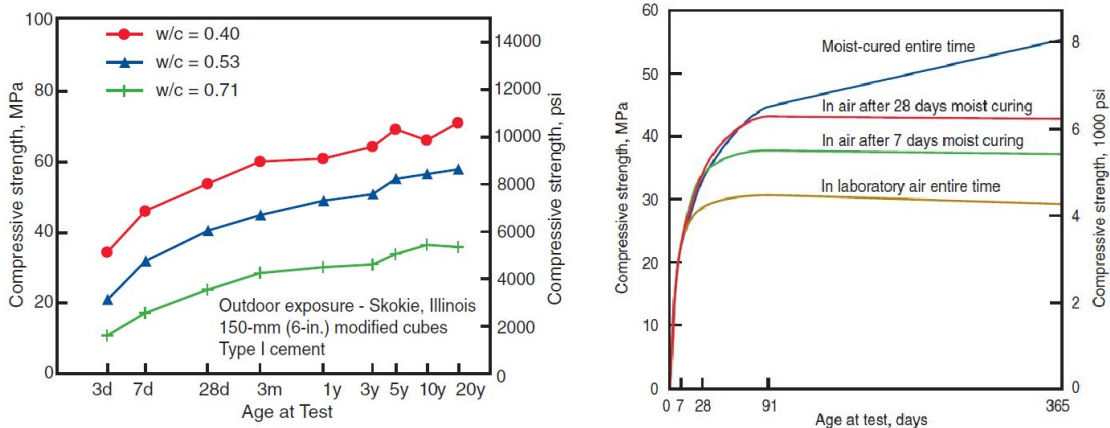 100
80
60
40
20
0
Compressive strength, MPa
w/c = 0.40
w/c = 0.53
w/c = 0.71
14000
12000
10000
8000
6000
4000
2000
0
Compressive strength, psi
Outdoor exposure - Skokie, Illinois
150-mm (6-in.) modified cubes
Type I cement
3d 7d 28d 3m 1y 3y 5y 10y 20y
Age at Test
60
50
40
30
20
10
0
Compressive strength, MPa
Moist-cured entire time
In air after 28 days moist curing
In air after 7 days moist curing
In laboratory air entire time
8
6
4
2
0
Compressive strength, 1000 psi
0 7 28 91 365
Age at test, days